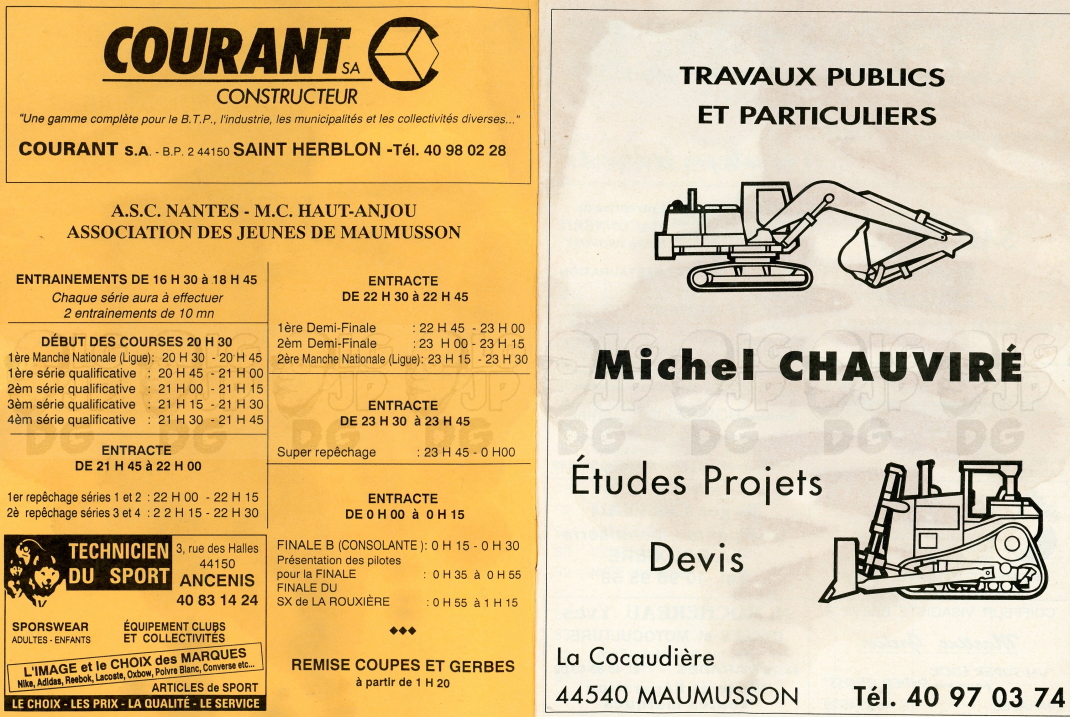 COURANT SA
CONSTRUCTEUR
"Une gamme complète pour le B.T.P., l'industrie, les municipalités et les collectivités diverses..."
COURANT S.A. - B.P. 2 44150 SAINT HERBLON -Tél. 40 98 02 28
A.S.C. NANTES - M.C. HAUT-ANJOU
ASSOCIATION DES JEUNES DE MAUMUSSON
ENTRAINEMENTS DE 16 H 30 à 18 H 45
Chaque série aura à effectuer
2 entrainements de 10 mn
DÉBUT DES COURSES 20 H 30
1ère Manche Nationale (Ligue): 20 H 30 - 20 H 45
1ère série qualificative : 20 H 45 - 21 H 00
2èm série qualificative : 21 H 00 - 21 H 15
3èm série qualificative : 21 H 15 - 21 H 30
4èm série qualificative : 21 H 30 - 21 H 45
ENTRACTE
DE 21 H 45 à 22 H 00
1er repêchage séries 1 et 2 : 22 H 00 - 22 H 15
2è repêchage séries 3 et 4 : 2 2 H 15 - 22 H 30
TECHNICIEN
DU SPORT
3, rue des Halles
44150
ANCENIS
40 83 14 24
SPORSWEAR
ADULTES - ENFANTS
ÉQUIPEMENT CLUBS
ET COLLECTIVITÉS
L'IMAGE et le CHOIX des MARQUES
Nike, Adidas, Reebok, Lacoste, Oxbow, Poivre Blanc, Converse etc...
ARTICLES de SPORT
LE CHOIX - LES PRIX - LA QUALITÉ - LE SERVICE
ENTRACTE
DE 22 H 30 à 22 H 45
1ère Demi-Finale : 22 H 45 - 23 H 00
2èm Demi-Finale : 23 H 00 - 23 H 15
2ère Manche Nationale (Ligue): 23 H 15 - 23 H 30
ENTRACTE
DE 23 H 30 à 23 H 45
Super repêchage : 23 H 45 - 0 H00
ENTRACTE
DE 0 H 00 à 0 H 15
FINALE B (CONSOLANTE ): 0 H 15 - 0 H 30
Présentation des pilotes
pour la FINALE : 0 H 35 à 0 H 55
FINALE DU
SX de LA ROUXIÈRE : 0 H 55 à 1 H 15
REMISE COUPES ET GERBES
à partir de 1 H 20
TRAVAUX PUBLICS
ET PARTICULIERS
Michel CHAUVIRÉ
Études Projets
Devis
La Cocaudière
44540 MAUMUSSON Tél. 40 97 03 74
JP JP JP JP JP JP
DG DG DG DG DG DG